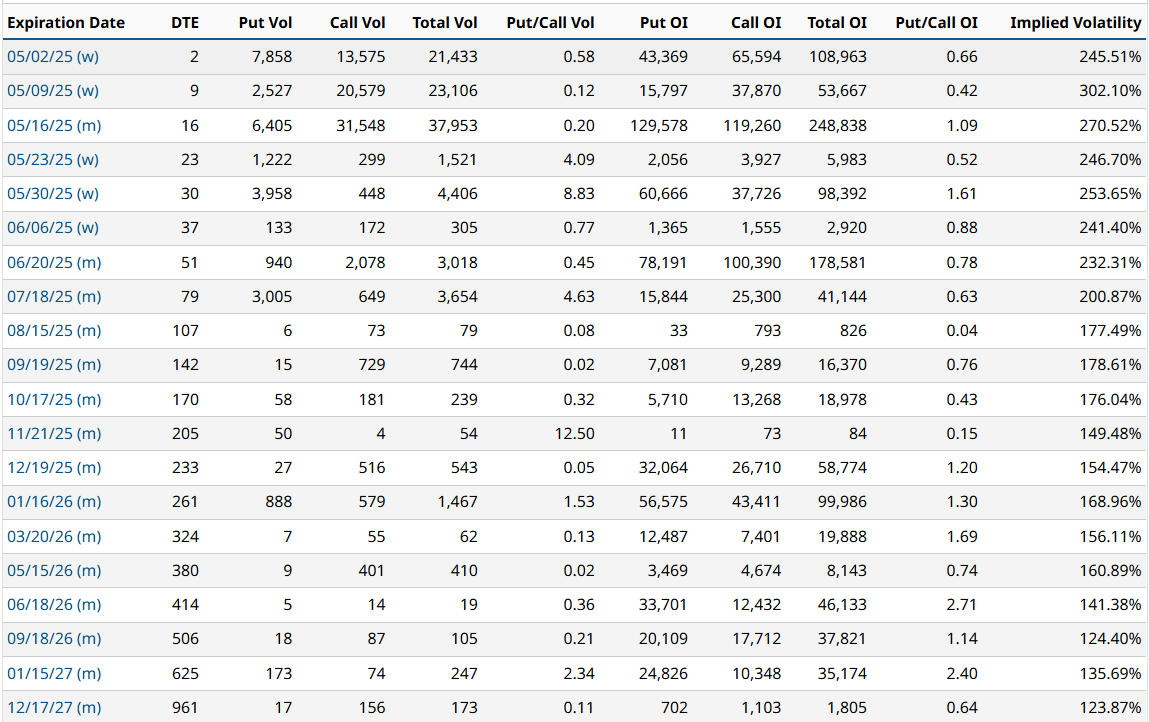 Expiration Date DTE Put Vol Call Vol Total Vol Put/Call Vol Put OI Call OI Total OI Put/Call OI Implied Volatility
05/02/25 (w) 2 7,858 13,575 21,433 0.58 43,369 65,594 108,963 0.66 245.51%
05/09/25 (w) 9 2,527 20,579 23,106 0.12 15,797 37,870 53,667 0.42 302.10%
05/16/25 (m) 16 6,405 31,548 37,953 0.20 129,578 119,260 248,838 1.09 270.52%
05/23/25 (w) 23 1,222 299 1,521 4.09 2,056 3,927 5,983 0.52 246.70%
05/30/25 (w) 30 3,958 448 4,406 8.83 60,666 37,726 98,392 1.61 253.65%
06/06/25 (w) 37 133 172 305 0.77 1,365 1,555 2,920 0.88 241.40%
06/20/25 (m) 51 940 2,078 3,018 0.45 78,191 100,390 178,581 0.78 232.31%
07/18/25 (m) 79 3,005 649 3,654 4.63 15,844 25,300 41,144 0.63 200.87%
08/15/25 (m) 107 6 73 79 0.08 33 793 826 0.04 177.49%
09/19/25 (m) 142 15 729 744 0.02 7,081 9,289 16,370 0.76 178.61%
10/17/25 (m) 170 58 181 239 0.32 5,710 13,268 18,978 0.43 176.04%
11/21/25 (m) 205 50 4 54 12.50 11 73 84 0.15 149.48%
12/19/25 (m) 233 27 516 543 0.05 32,064 26,710 58,774 1.20 154.47%
01/16/26 (m) 261 888 579 1,467 1.53 56,575 43,411 99,986 1.30 168.96%
03/20/26 (m) 324 7 55 62 0.13 12,487 7,401 19,888 1.69 156.11%
05/15/26 (m) 380 9 401 410 0.02 3,469 4,674 8,143 0.74 160.89%
06/18/26 (m) 414 5 14 19 0.36 33,701 12,432 46,133 2.71 141.38%
09/18/26 (m) 506 18 87 105 0.21 20,109 17,712 37,821 1.14 124.40%
01/15/27 (m) 625 173 74 247 2.34 24,826 10,348 35,174 2.40 135.69%
12/17/27 (m) 961 17 156 173 0.11 702 1,103 1,805 0.64 123.87%